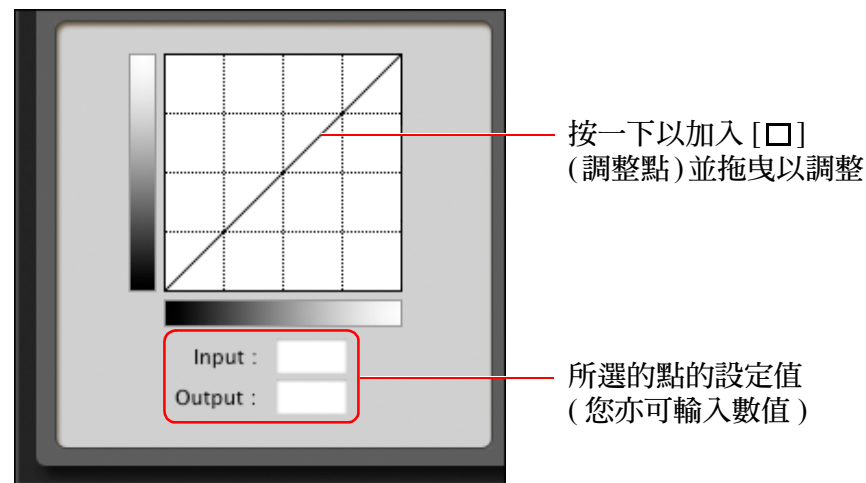 按一下以加入 [口]
(調整點)並拖曳以調整
Input :
Output :
所選的點的設定值
( 您亦可輸入數值 )